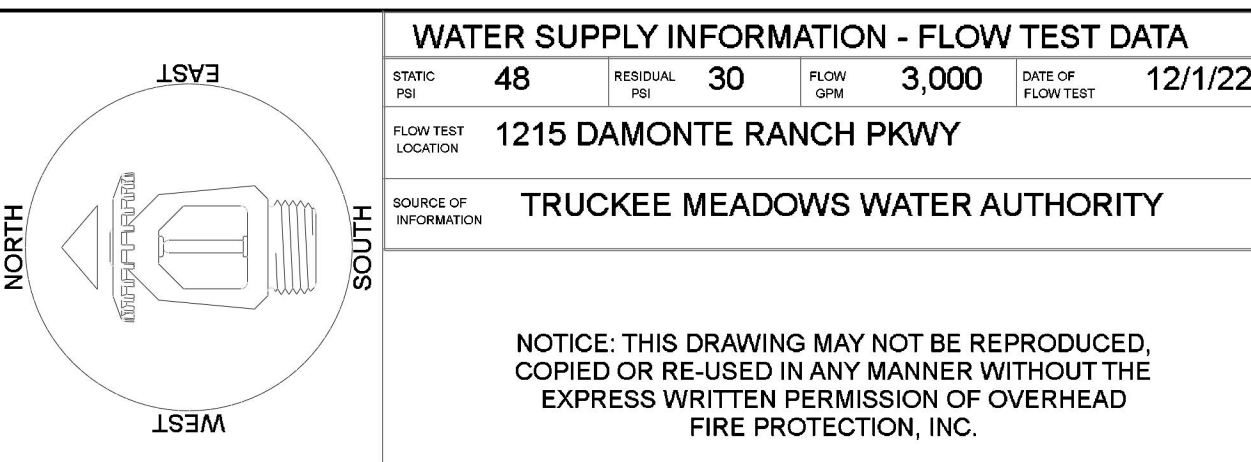 EAST
NORTH
SOUTH
WEST
WATER SUPPLY INFORMATION - FLOW TEST DATA
STATIC PSI 48 RESIDUAL PSI 30 FLOW GPM 3,000 DATE OF FLOW TEST 12/1/22
FLOW TEST LOCATION 1215 DAMONTE RANCH PKWY
SOURCE OF INFORMATION TRUCKEE MEADOWS WATER AUTHORITY
NOTICE: THIS DRAWING MAY NOT BE REPRODUCED,
COPIED OR RE-USED IN ANY MANNER WITHOUT THE
EXPRESS WRITTEN PERMISSION OF OVERHEAD
FIRE PROTECTION, INC.